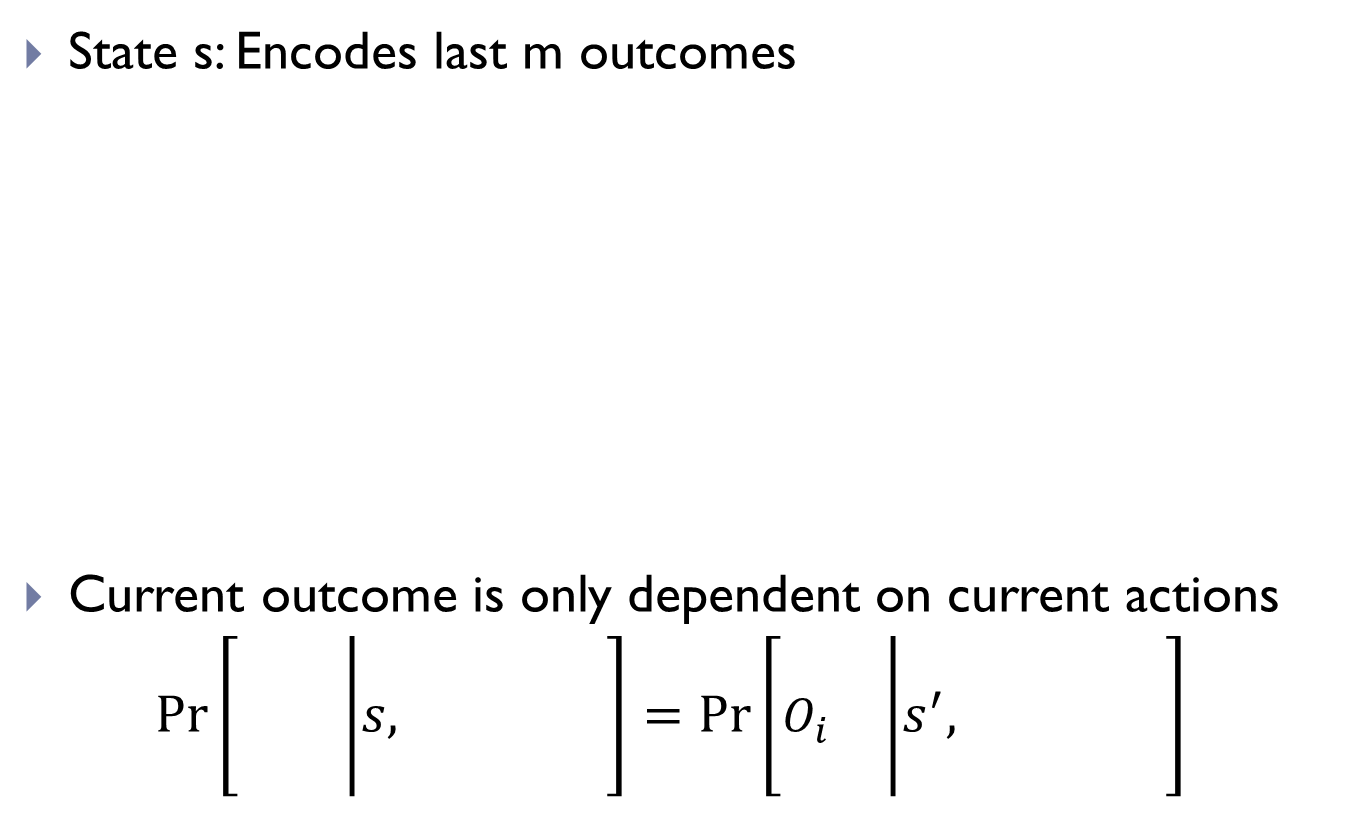 State s: Encodes last m outcomes
Current outcome is only dependent on current actions
Pr[ |s, ] = Pr[O_i |s′, ]